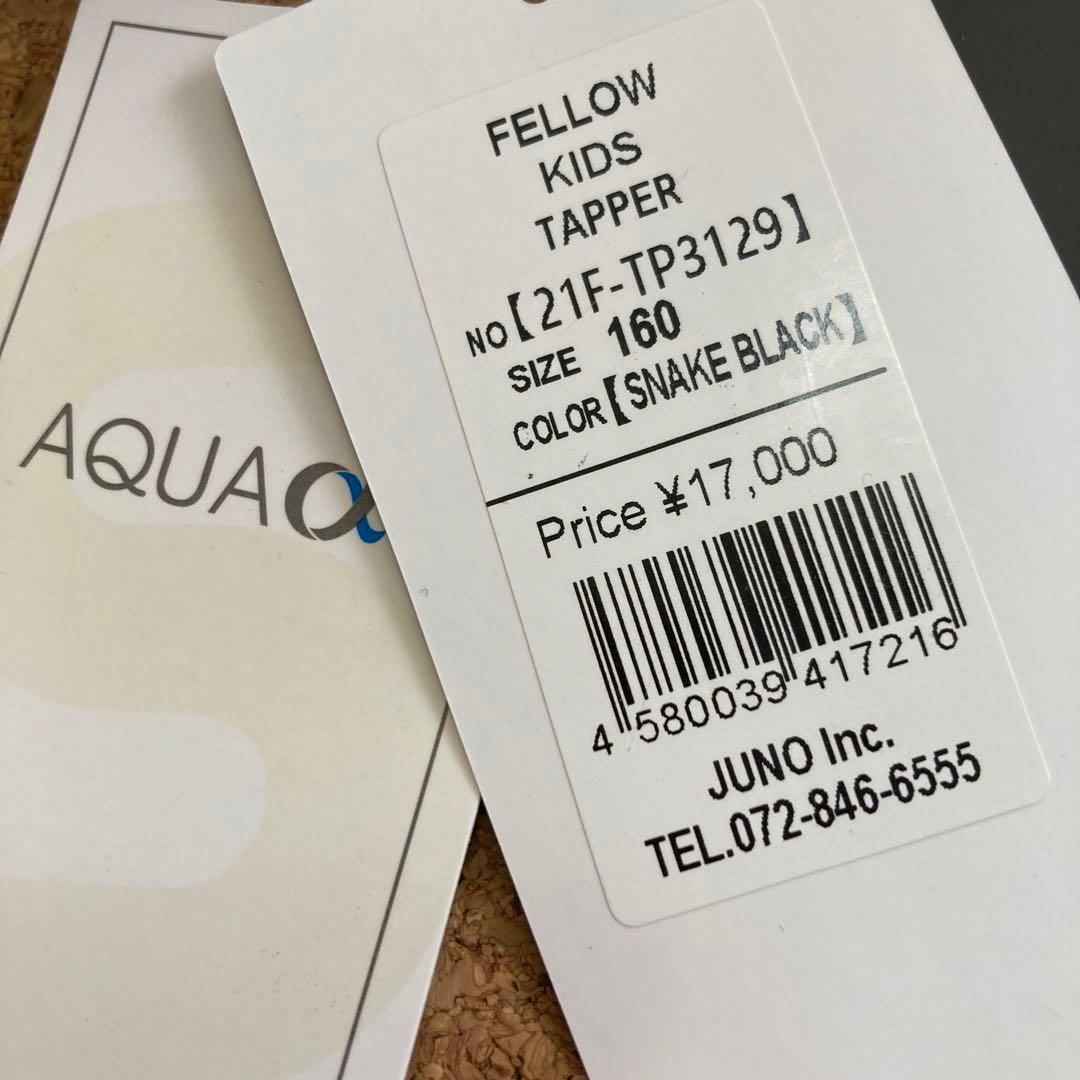 AQUA α
FELLOW
KIDS
TAPPER
NO【21F-TP3129】
SIZE 160
COLOR【SNAKE BLACK】
Price ¥17,000
4 580039 417216
JUNO Inc.
TEL.072-846-6555